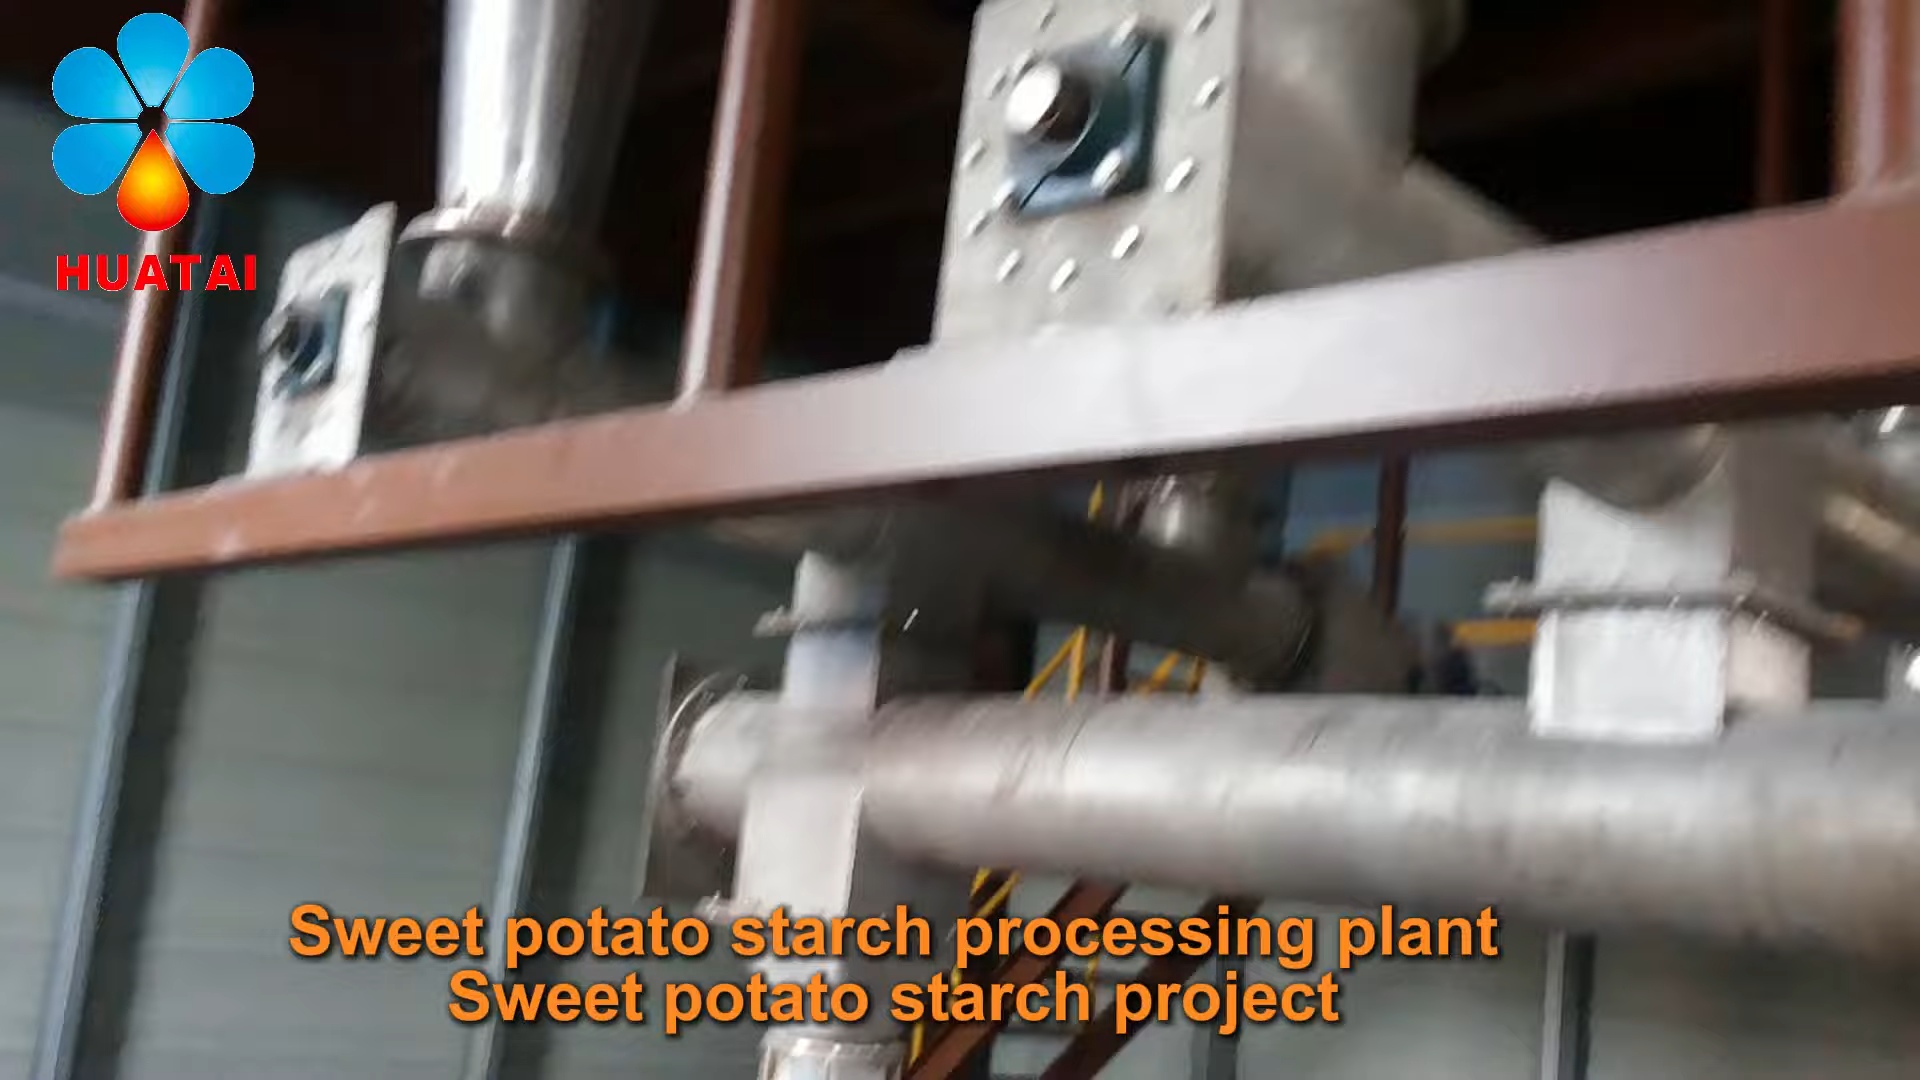 HUATAI
Sweet potato starch processing plant
Sweet potato starch project